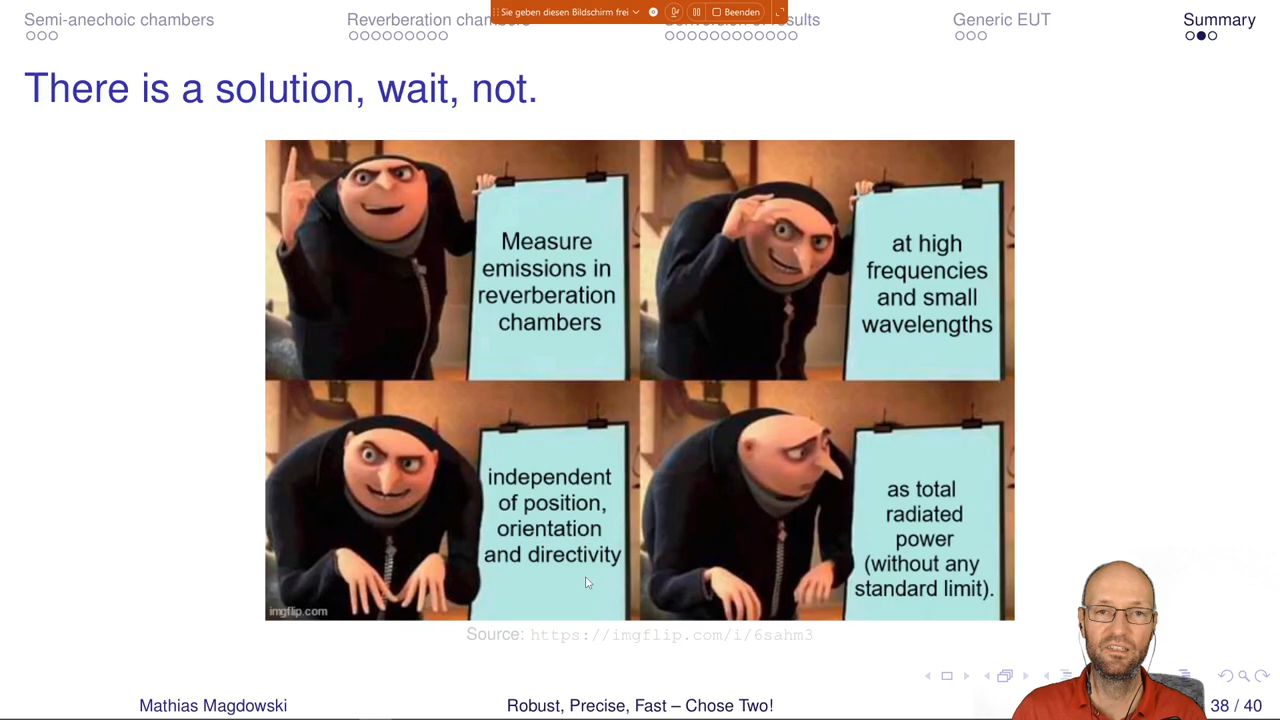 Semi-anechoic chambers
Reverberation cham
Sie geben diesen Bildschirm frei
Beenden
results
Generic EUT
Summary
There is a solution, wait, not.
Measure
emissions in
reverberation
chambers
at high
frequencies
and small
wavelengths
independent
of position,
orientation
and directivity
as total
radiated
power
(without any
standard limit).
imgflip.com
Source: https://imgflip.com/i/6sahm3
Mathias Magdowski
Robust, Precise, Fast – Chose Two!
38 / 40